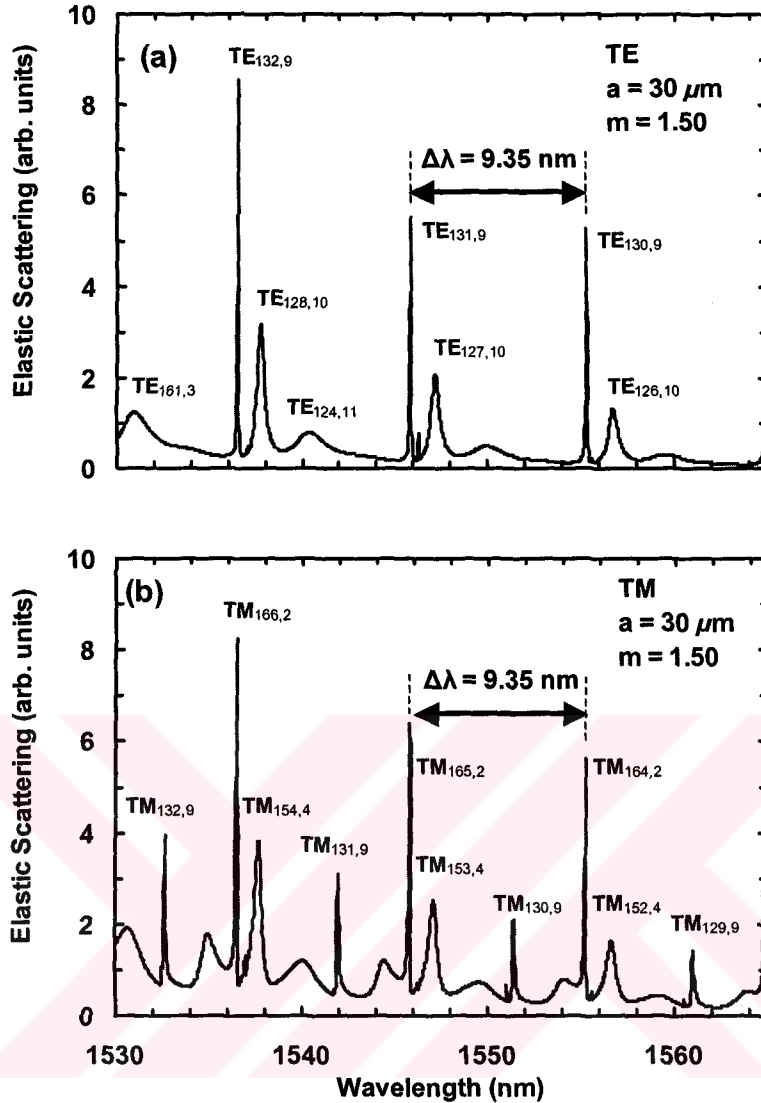 (a)
TE
a = 30 µm
m = 1.50
Δλ = 9.35 nm
TE132,9
TE131,9
TE130,9
TE128,10
TE127,10
TE126,10
TE161,3
TE124,11
Elastic Scattering (arb. units)
10
8
6
4
2
0
(b)
TM
a = 30 µm
m = 1.50
Δλ = 9.35 nm
TM166,2
TM165,2
TM164,2
TM132,9
TM154,4
TM131,9
TM153,4
TM130,9
TM152,4
TM129,9
Elastic Scattering (arb. units)
10
8
6
4
2
0
1530
1540
1550
1560
Wavelength (nm)